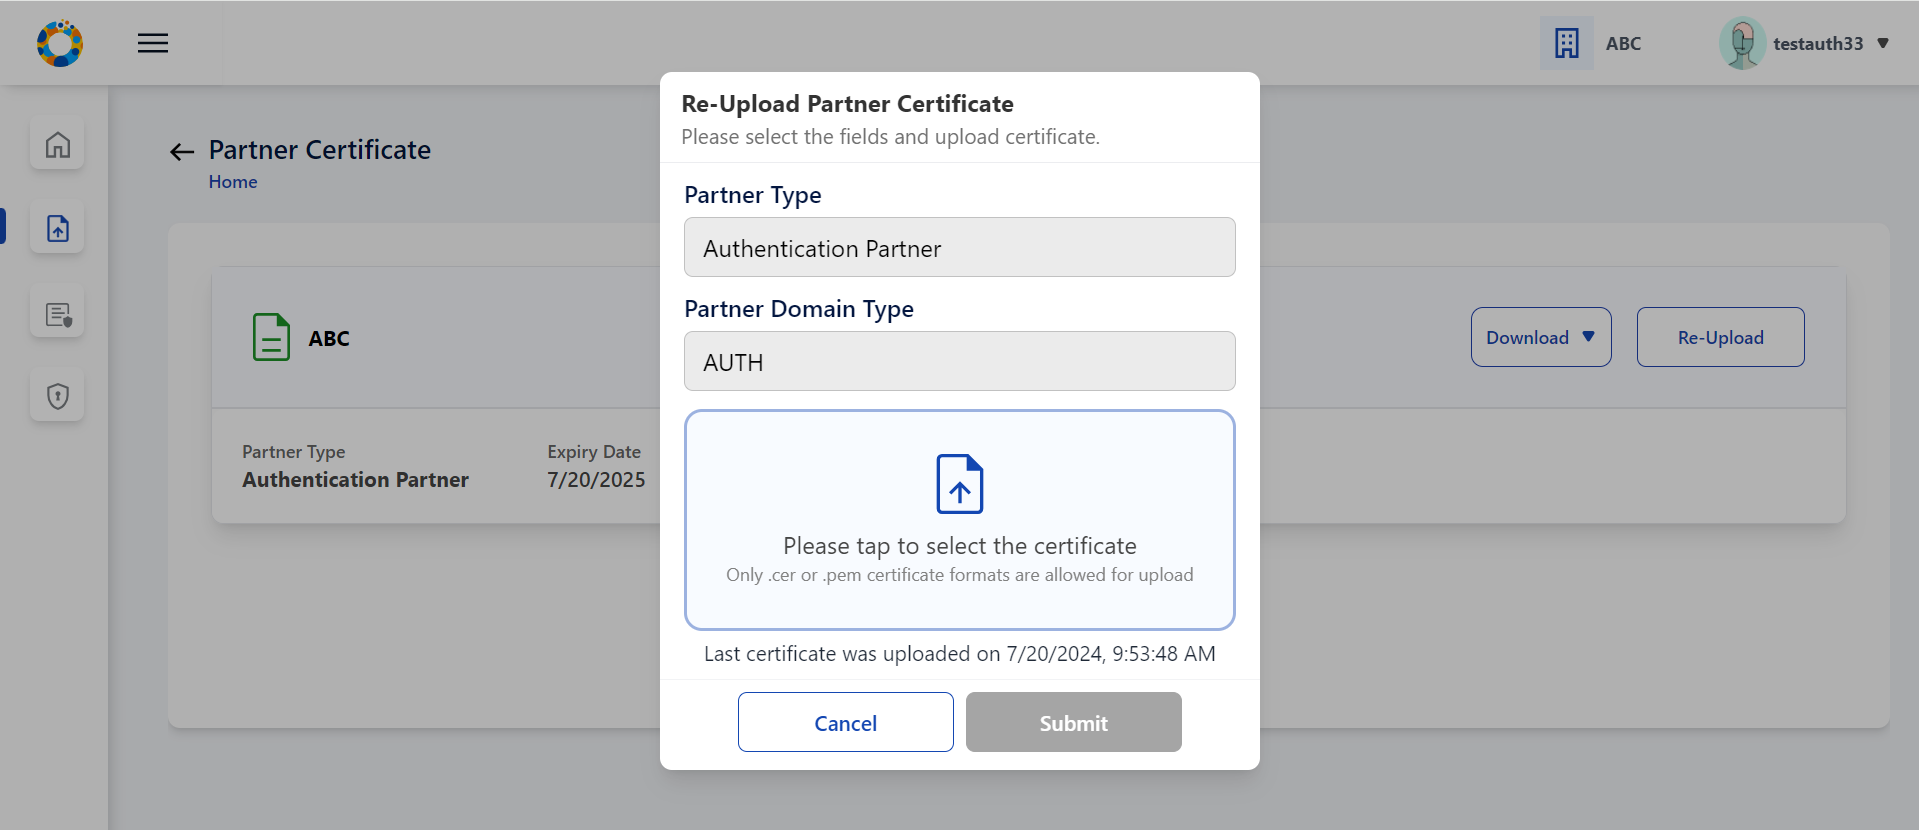 ABC
testauth33
Partner Certificate
Home
ABC
Download
Re-Upload
Partner Type
Authentication Partner
Expiry Date
7/20/2025
Re-Upload Partner Certificate
Please select the fields and upload certificate.
Partner Type
Authentication Partner
Partner Domain Type
AUTH
Please tap to select the certificate
Only .cer or .pem certificate formats are allowed for upload
Last certificate was uploaded on 7/20/2024, 9:53:48 AM
Cancel
Submit